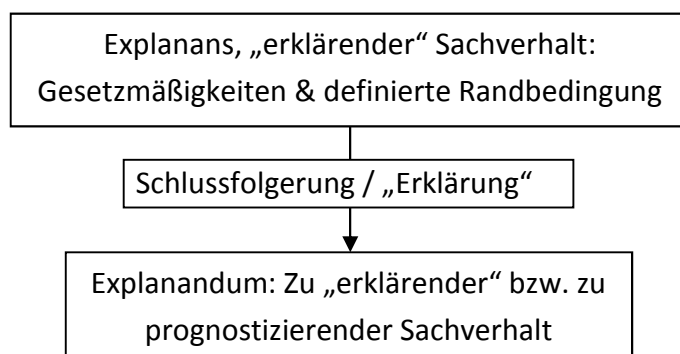 Explanans, „erklärender“ Sachverhalt:
Gesetzmäßigkeiten & definierte Randbedingung
Schlussfolgerung / „Erklärung“
Explanandum: Zu „erklärender“ bzw. zu
prognostizierender Sachverhalt